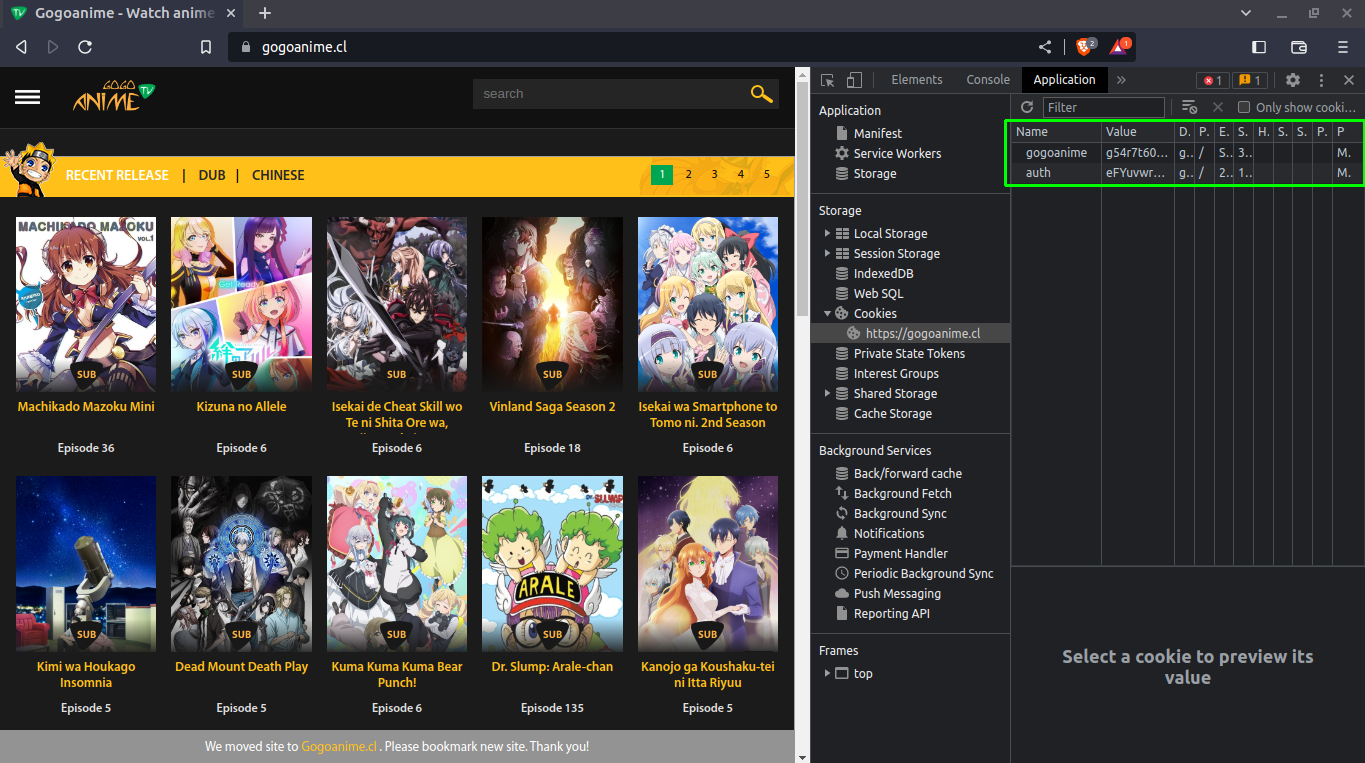 Gogoanime - Watch anime
gogoanime.cl
2
1
GOGO
ANIME TV
search
RECENT RELEASE | DUB | CHINESE
1 2 3 4 5
MACHIKADO MAZOKU
VOL.1
Get Ready?
SUB
SUB
SUB
SUB
SUB
Machikado Mazoku Mini
Episode 36
Kizuna no Allele
Episode 6
Isekai de Cheat Skill wo
Te ni Shita Ore wa,
Episode 6
Vinland Saga Season 2
Episode 18
Isekai wa Smartphone to
Tomo ni. 2nd Season
Episode 6
DR. SLUMP
ARALE
SUB
SUB
SUB
SUB
SUB
Kimi wa Houkago
Insomnia
Episode 5
Dead Mount Death Play
Episode 5
Kuma Kuma Kuma Bear
Punch!
Episode 6
Dr. Slump: Arale-chan
Episode 135
Kanojo ga Koushaku-tei
ni Itta Riyuu
Episode 5
We moved site to Gogoanime.cl . Please bookmark new site. Thank you!
Elements Console Application » 1 1
Application
Manifest
Service Workers
Storage
Storage
Local Storage
Session Storage
IndexedDB
Web SQL
Cookies
https://gogoanime.cl
Private State Tokens
Interest Groups
Shared Storage
Cache Storage
Background Services
Back/forward cache
Background Fetch
Background Sync
Notifications
Payment Handler
Periodic Background Sync
Push Messaging
Reporting API
Frames
top
Filter Only show cooki…
Name Value D. P. E. S. H. S. S. P. P
gogoanime g54r7t60... g.. / S.. 3.. M.
auth eFYuvwr... g.. / 2.. 1.. M.
Select a cookie to preview its
value